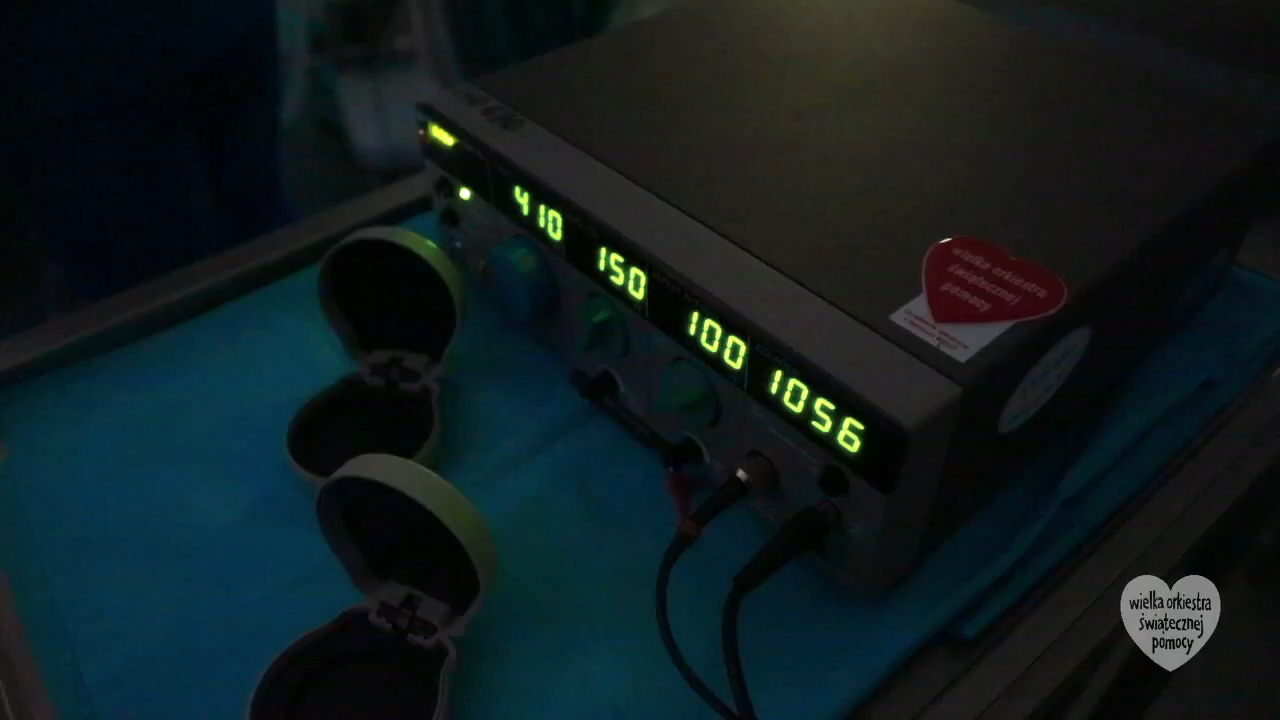 410
150
100
1056
wielka orkiestra
świątecznej
pomocy
wielka orkiestra
świątecznej
pomocy